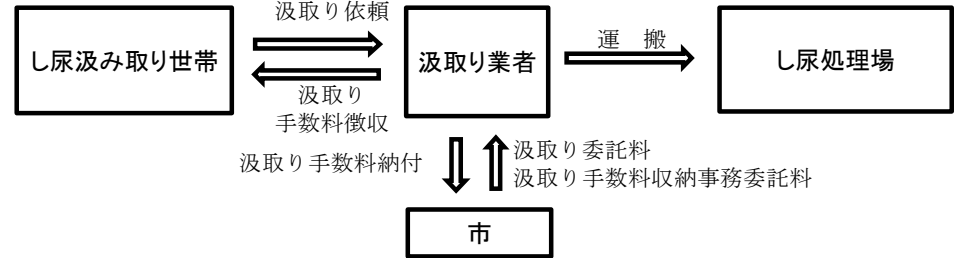 汲取り依頼
し尿汲み取り世帯
汲取り業者
運　搬
し尿処理場
汲取り
手数料徴収
汲取り手数料納付
汲取り委託料
汲取り手数料収納事務委託料
市